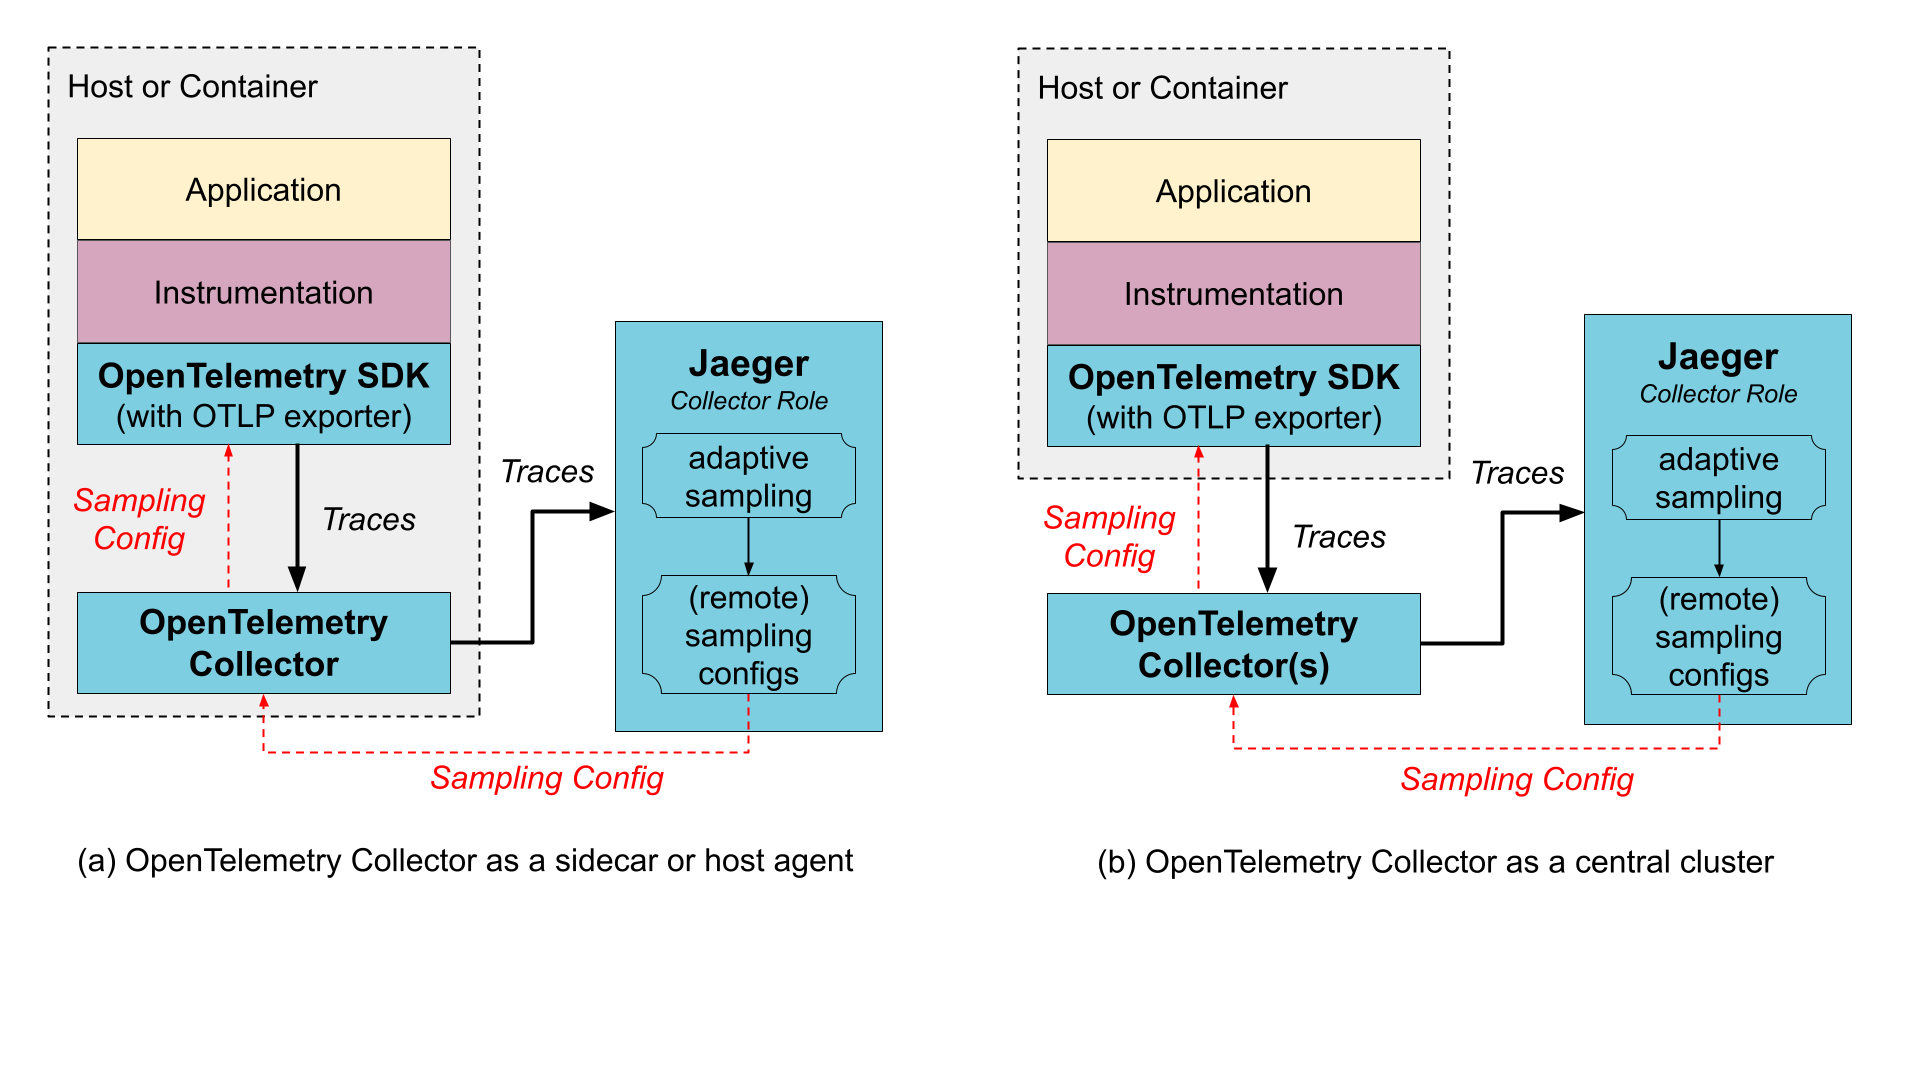 Host or Container
Application
Instrumentation
OpenTelemetry SDK
(with OTLP exporter)
Sampling
Config
Traces
OpenTelemetry
Collector
Traces
Jaeger
Collector Role
adaptive
sampling
(remote)
sampling
configs
Sampling Config
(a) OpenTelemetry Collector as a sidecar or host agent
Host or Container
Application
Instrumentation
OpenTelemetry SDK
(with OTLP exporter)
Sampling
Config
Traces
OpenTelemetry
Collector(s)
Traces
Jaeger
Collector Role
adaptive
sampling
(remote)
sampling
configs
Sampling Config
(b) OpenTelemetry Collector as a central cluster